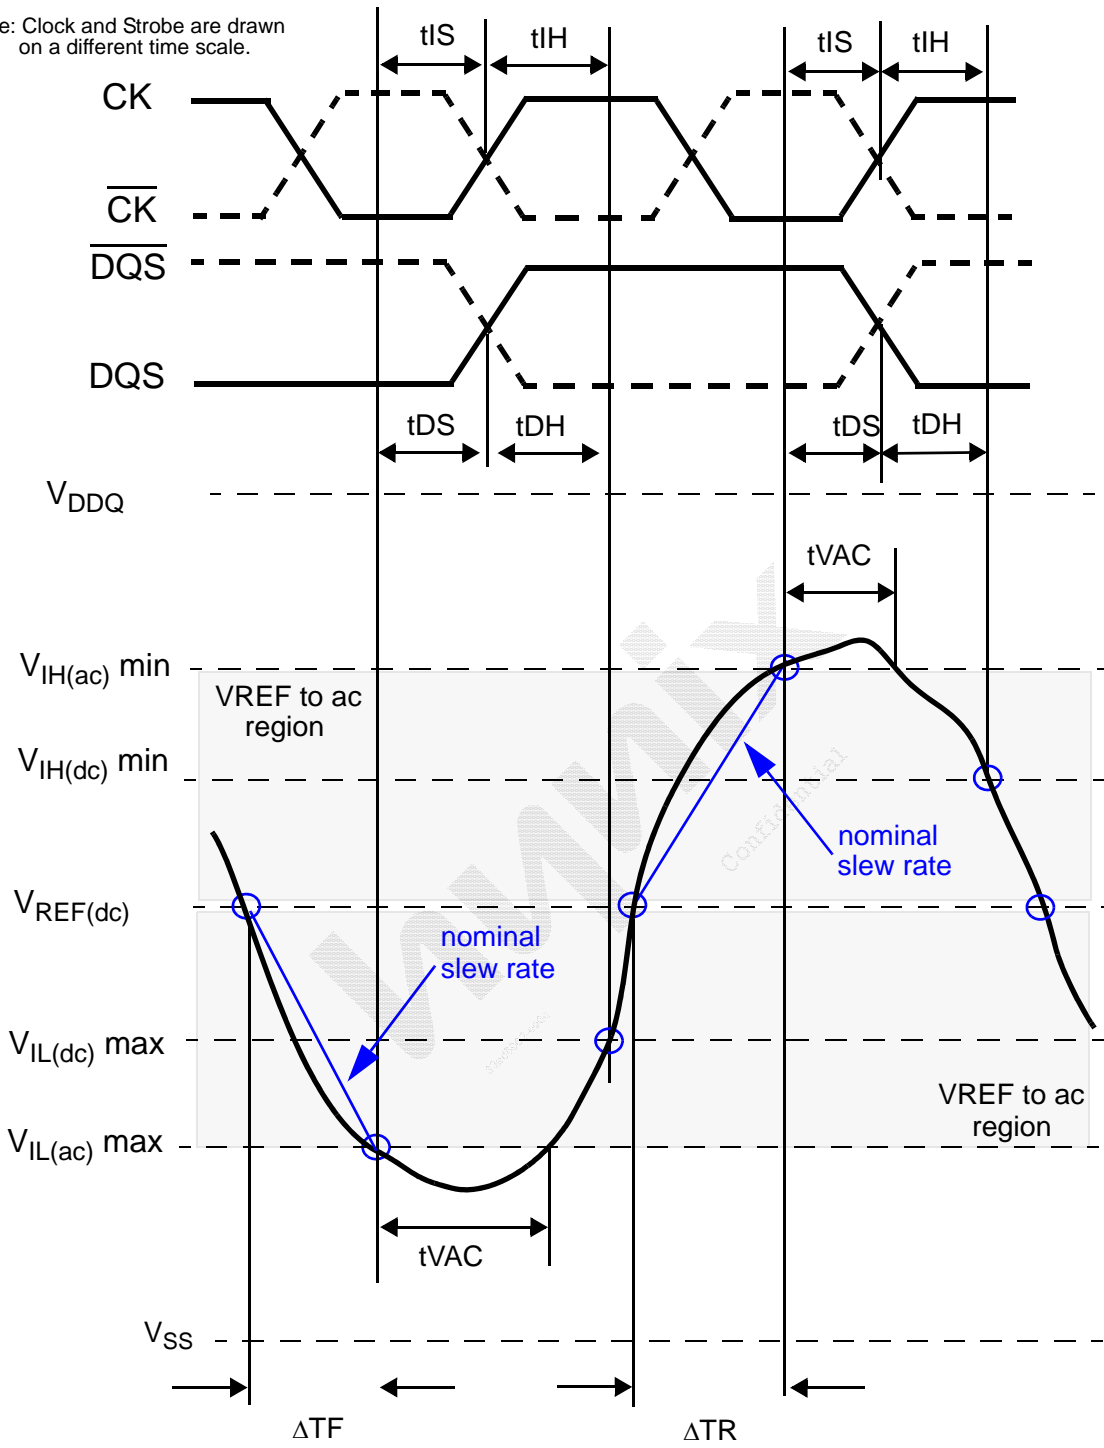 e: Clock and Strobe are drawn
on a different time scale.
tIS
tIH
tIS
tIH
CK
CK
DQS
DQS
tDS
tDH
tDS
tDH
VDDQ
tVAC
VIH(ac) min
VREF to ac
region
VIH(dc) min
Confidential
nominal
slew rate
VREF(dc)
nominal
slew rate
VIL(dc) max
VREF to ac
region
VIL(ac) max
tVAC
VSS
ΔTF
ΔTR